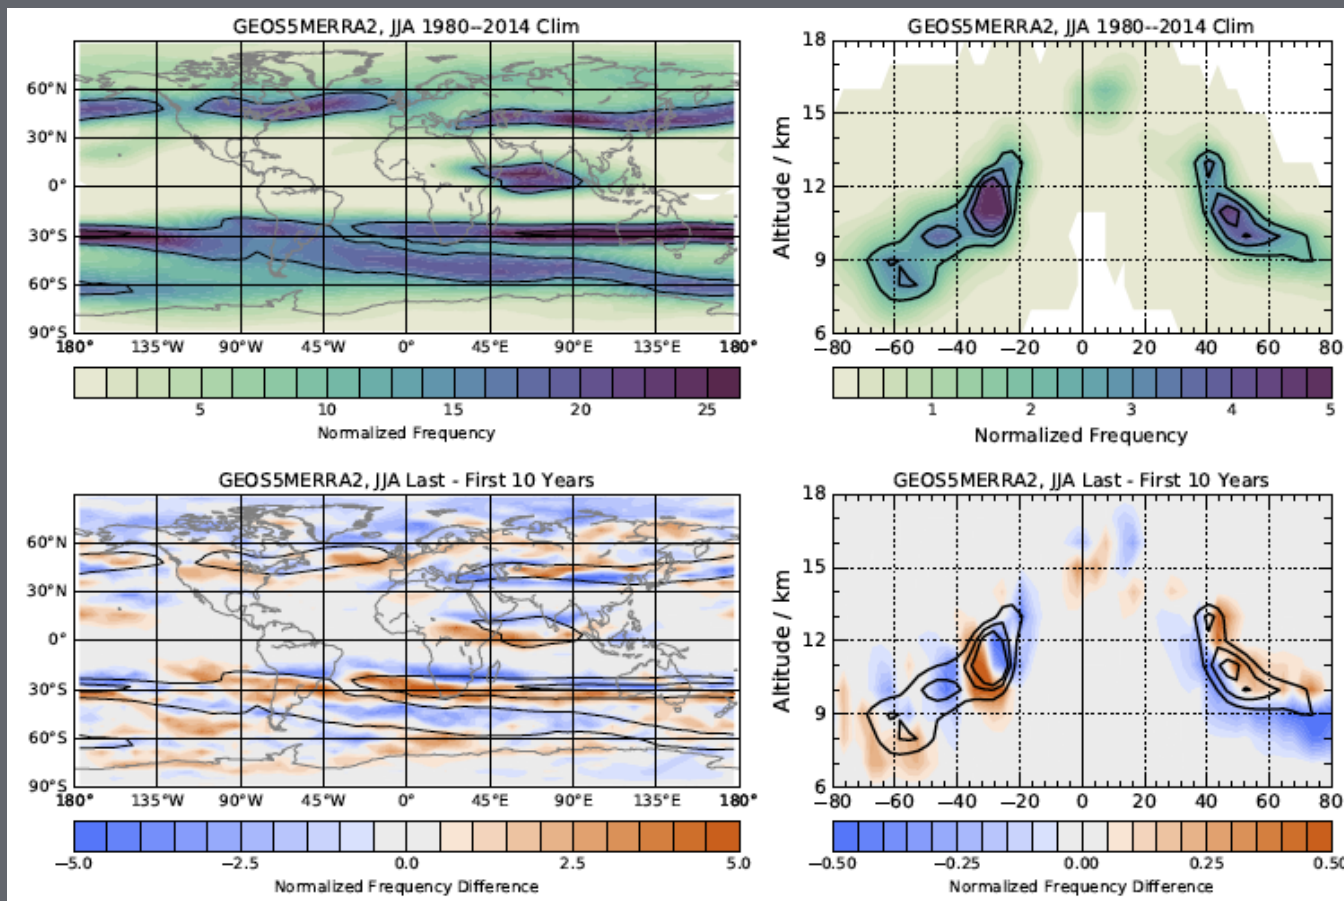 GEOS5MERRA2, JJA 1980--2014 Clim
60°N
30°N
0°
30°S
60°S
90°S
180° 135°W 90°W 45°W 0° 45°E 90°E 135°E 180°
5 10 15 20 25
Normalized Frequency
GEOS5MERRA2, JJA 1980--2014 Clim
Altitude / km
18
15
12
9
6
−80 −60 −40 −20 0 20 40 60 80
1 2 3 4 5
Normalized Frequency
GEOS5MERRA2, JJA Last - First 10 Years
60°N
30°N
0°
30°S
60°S
90°S
180° 135°W 90°W 45°W 0° 45°E 90°E 135°E 180°
−5.0 −2.5 0.0 2.5 5.0
Normalized Frequency Difference
GEOS5MERRA2, JJA Last - First 10 Years
Altitude / km
18
15
12
9
6
−80 −60 −40 −20 0 20 40 60 80
−0.50 −0.25 0.00 0.25 0.50
Normalized Frequency Difference